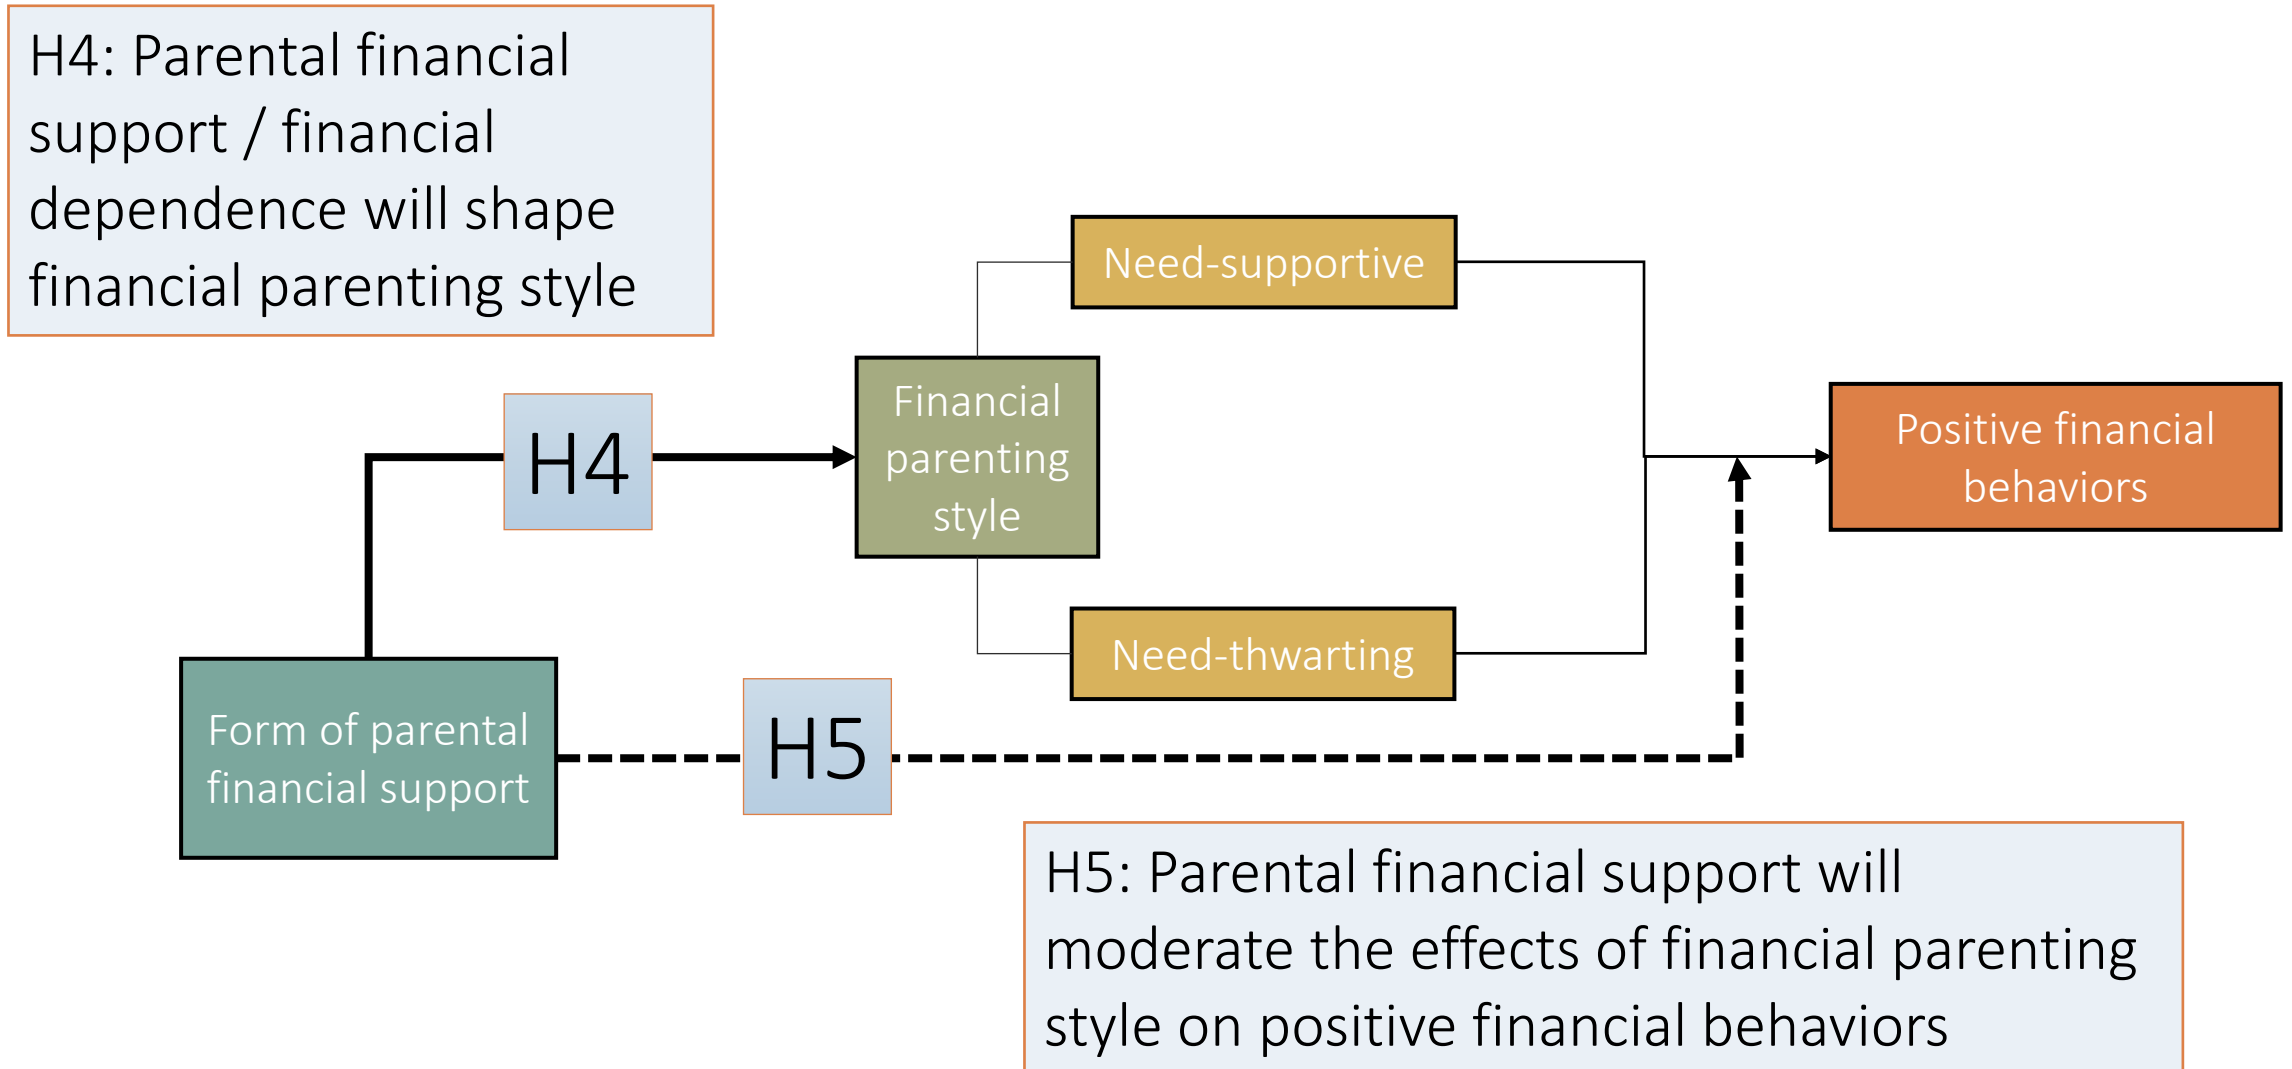 H4: Parental financial
support / financial
dependence will shape
financial parenting style
Need-supportive
Financial
parenting
style
H4
Positive financial
behaviors
Need-thwarting
Form of parental
financial support
H5
H5: Parental financial support will
moderate the effects of financial parenting
style on positive financial behaviors